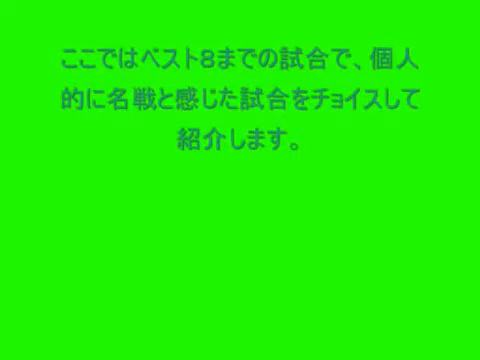 ここではベスト８までの試合で、個人
的に名戦と感じた試合をチョイスして
紹介します。